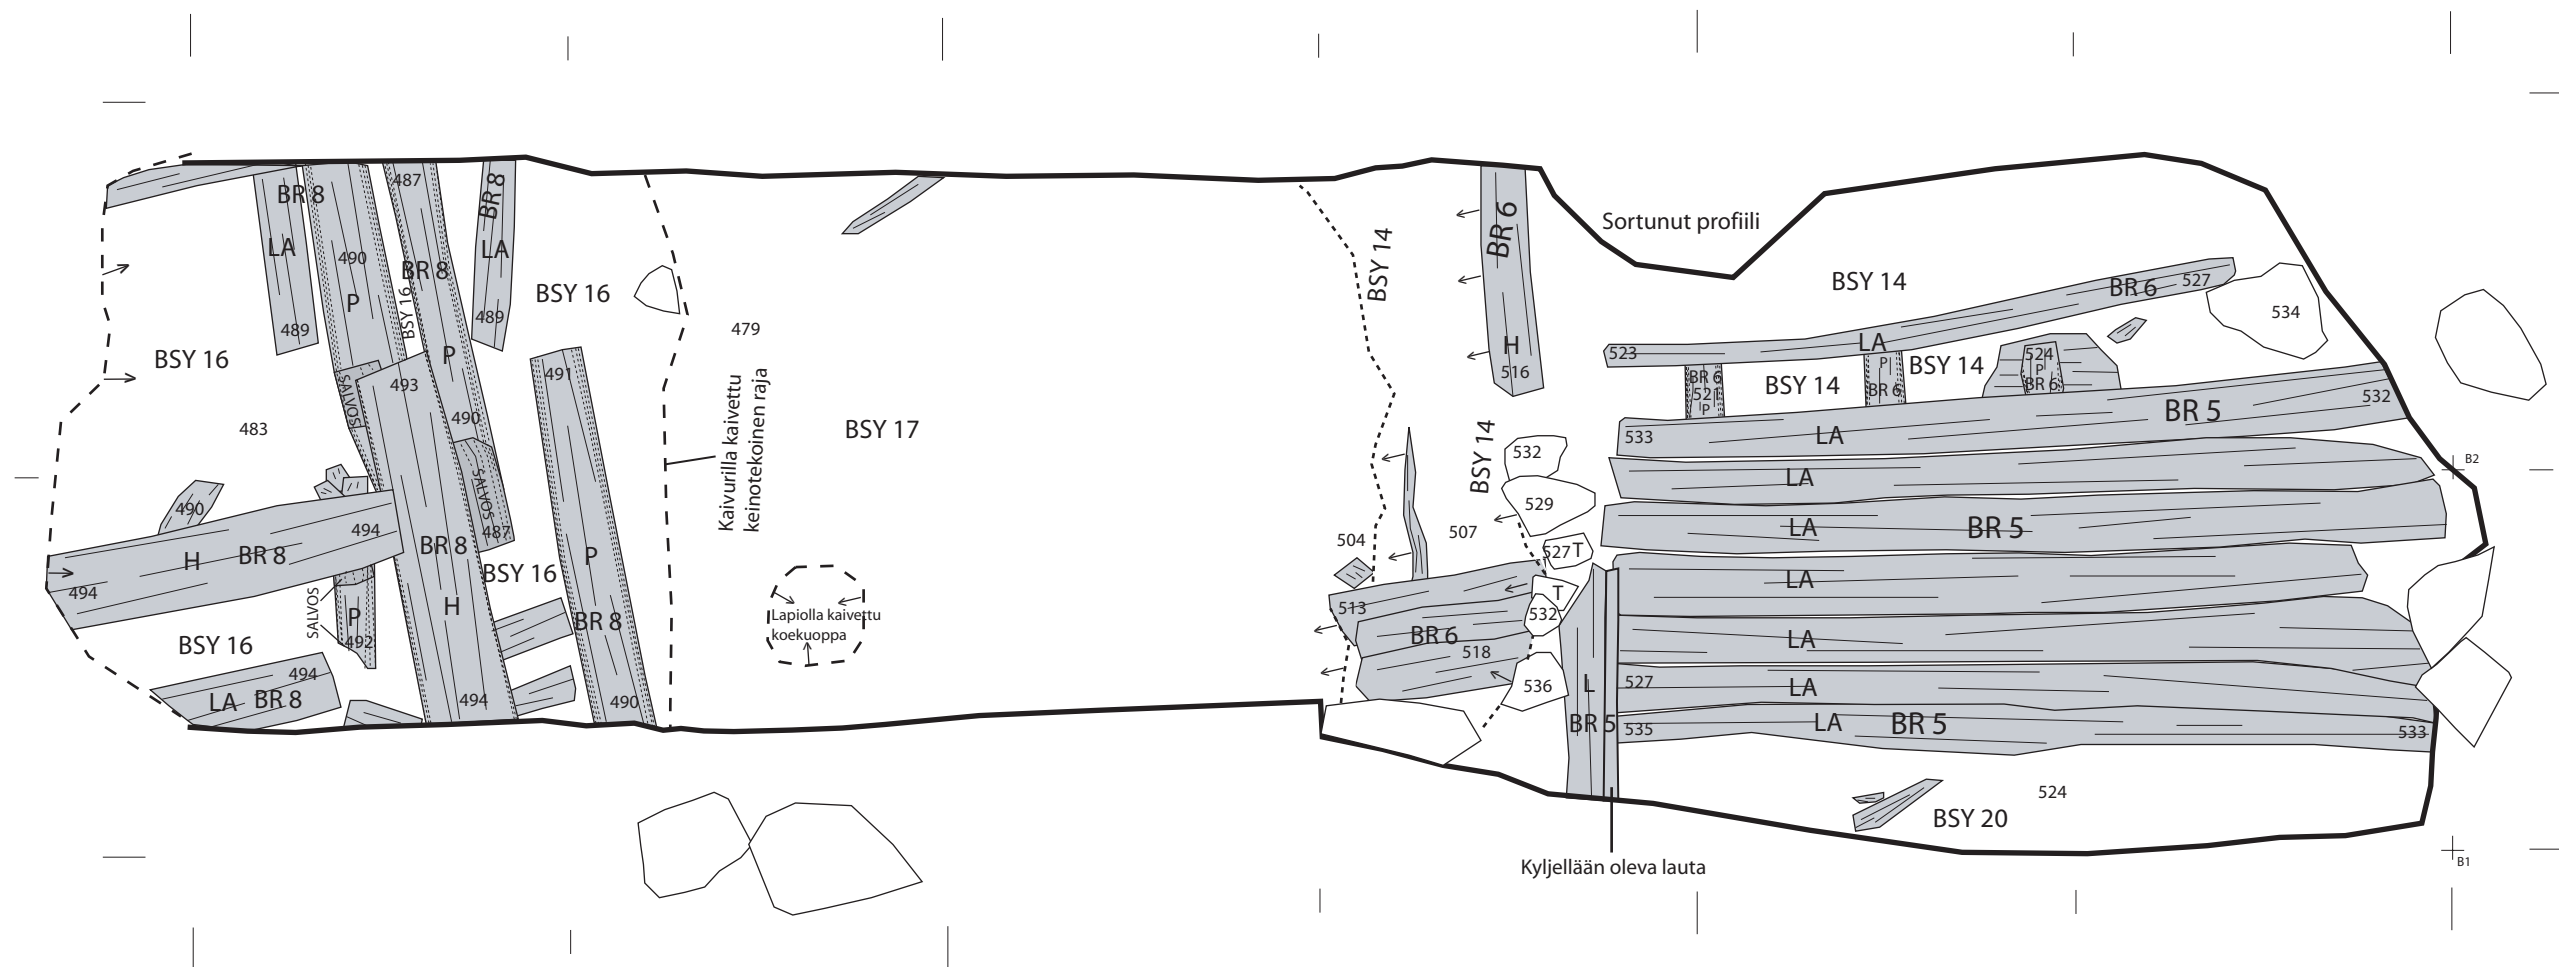 487
BR 8
BR 8
LA
490
BR 8
LA
P
BSY 16
489
489
BSY 16
BSY 16
P
491
SALVOS
493
490
483
SALVOS
487
490
494
H
BR 8
BR 8
494
BSY 16
P
H
SALVOS
P
492
BR 8
BSY 16
494
LA
BR 8
494
490
479
Kaivurilla kaivettu
keinotekoinen raja
BSY 17
Lapiolla kaivettu
koekuoppa
BSY 14
BR 6
H
516
Sortunut profiili
BSY 14
BR 6
527
534
523
LA
BR 6
521
P
BSY 14
P
BR 6
BSY 14
524
P
BR 6
BSY 14
532
529
504
507
527
T
T
532
513
BR 6
518
536
533
LA
BR 5
532
LA
LA
BR 5
LA
LA
527
LA
L
BR 5
535
LA
BR 5
533
B2
524
BSY 20
Kyljellään oleva lauta
B1